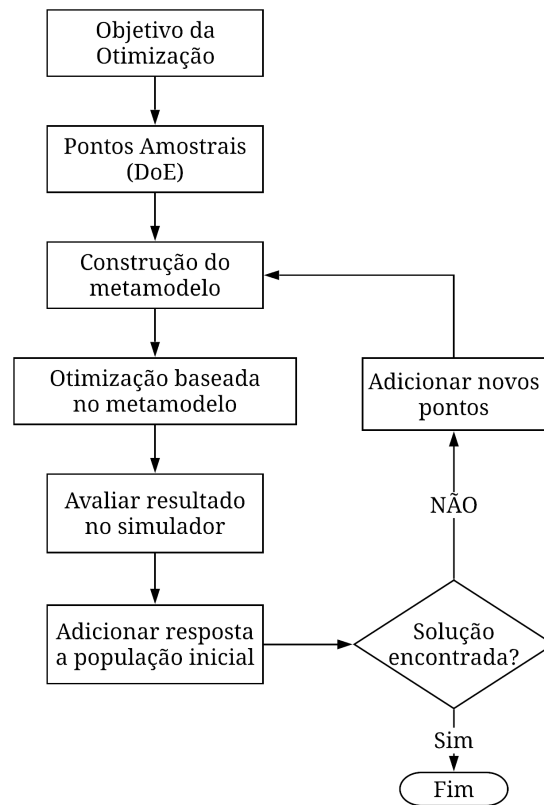 Objetivo da
Otimização
Pontos Amostrais
(DoE)
Construção do
metamodelo
Otimização baseada
no metamodelo
Adicionar novos
pontos
Avaliar resultado
no simulador
NÃO
Adicionar resposta
a população inicial
Solução
encontrada?
Sim
Fim